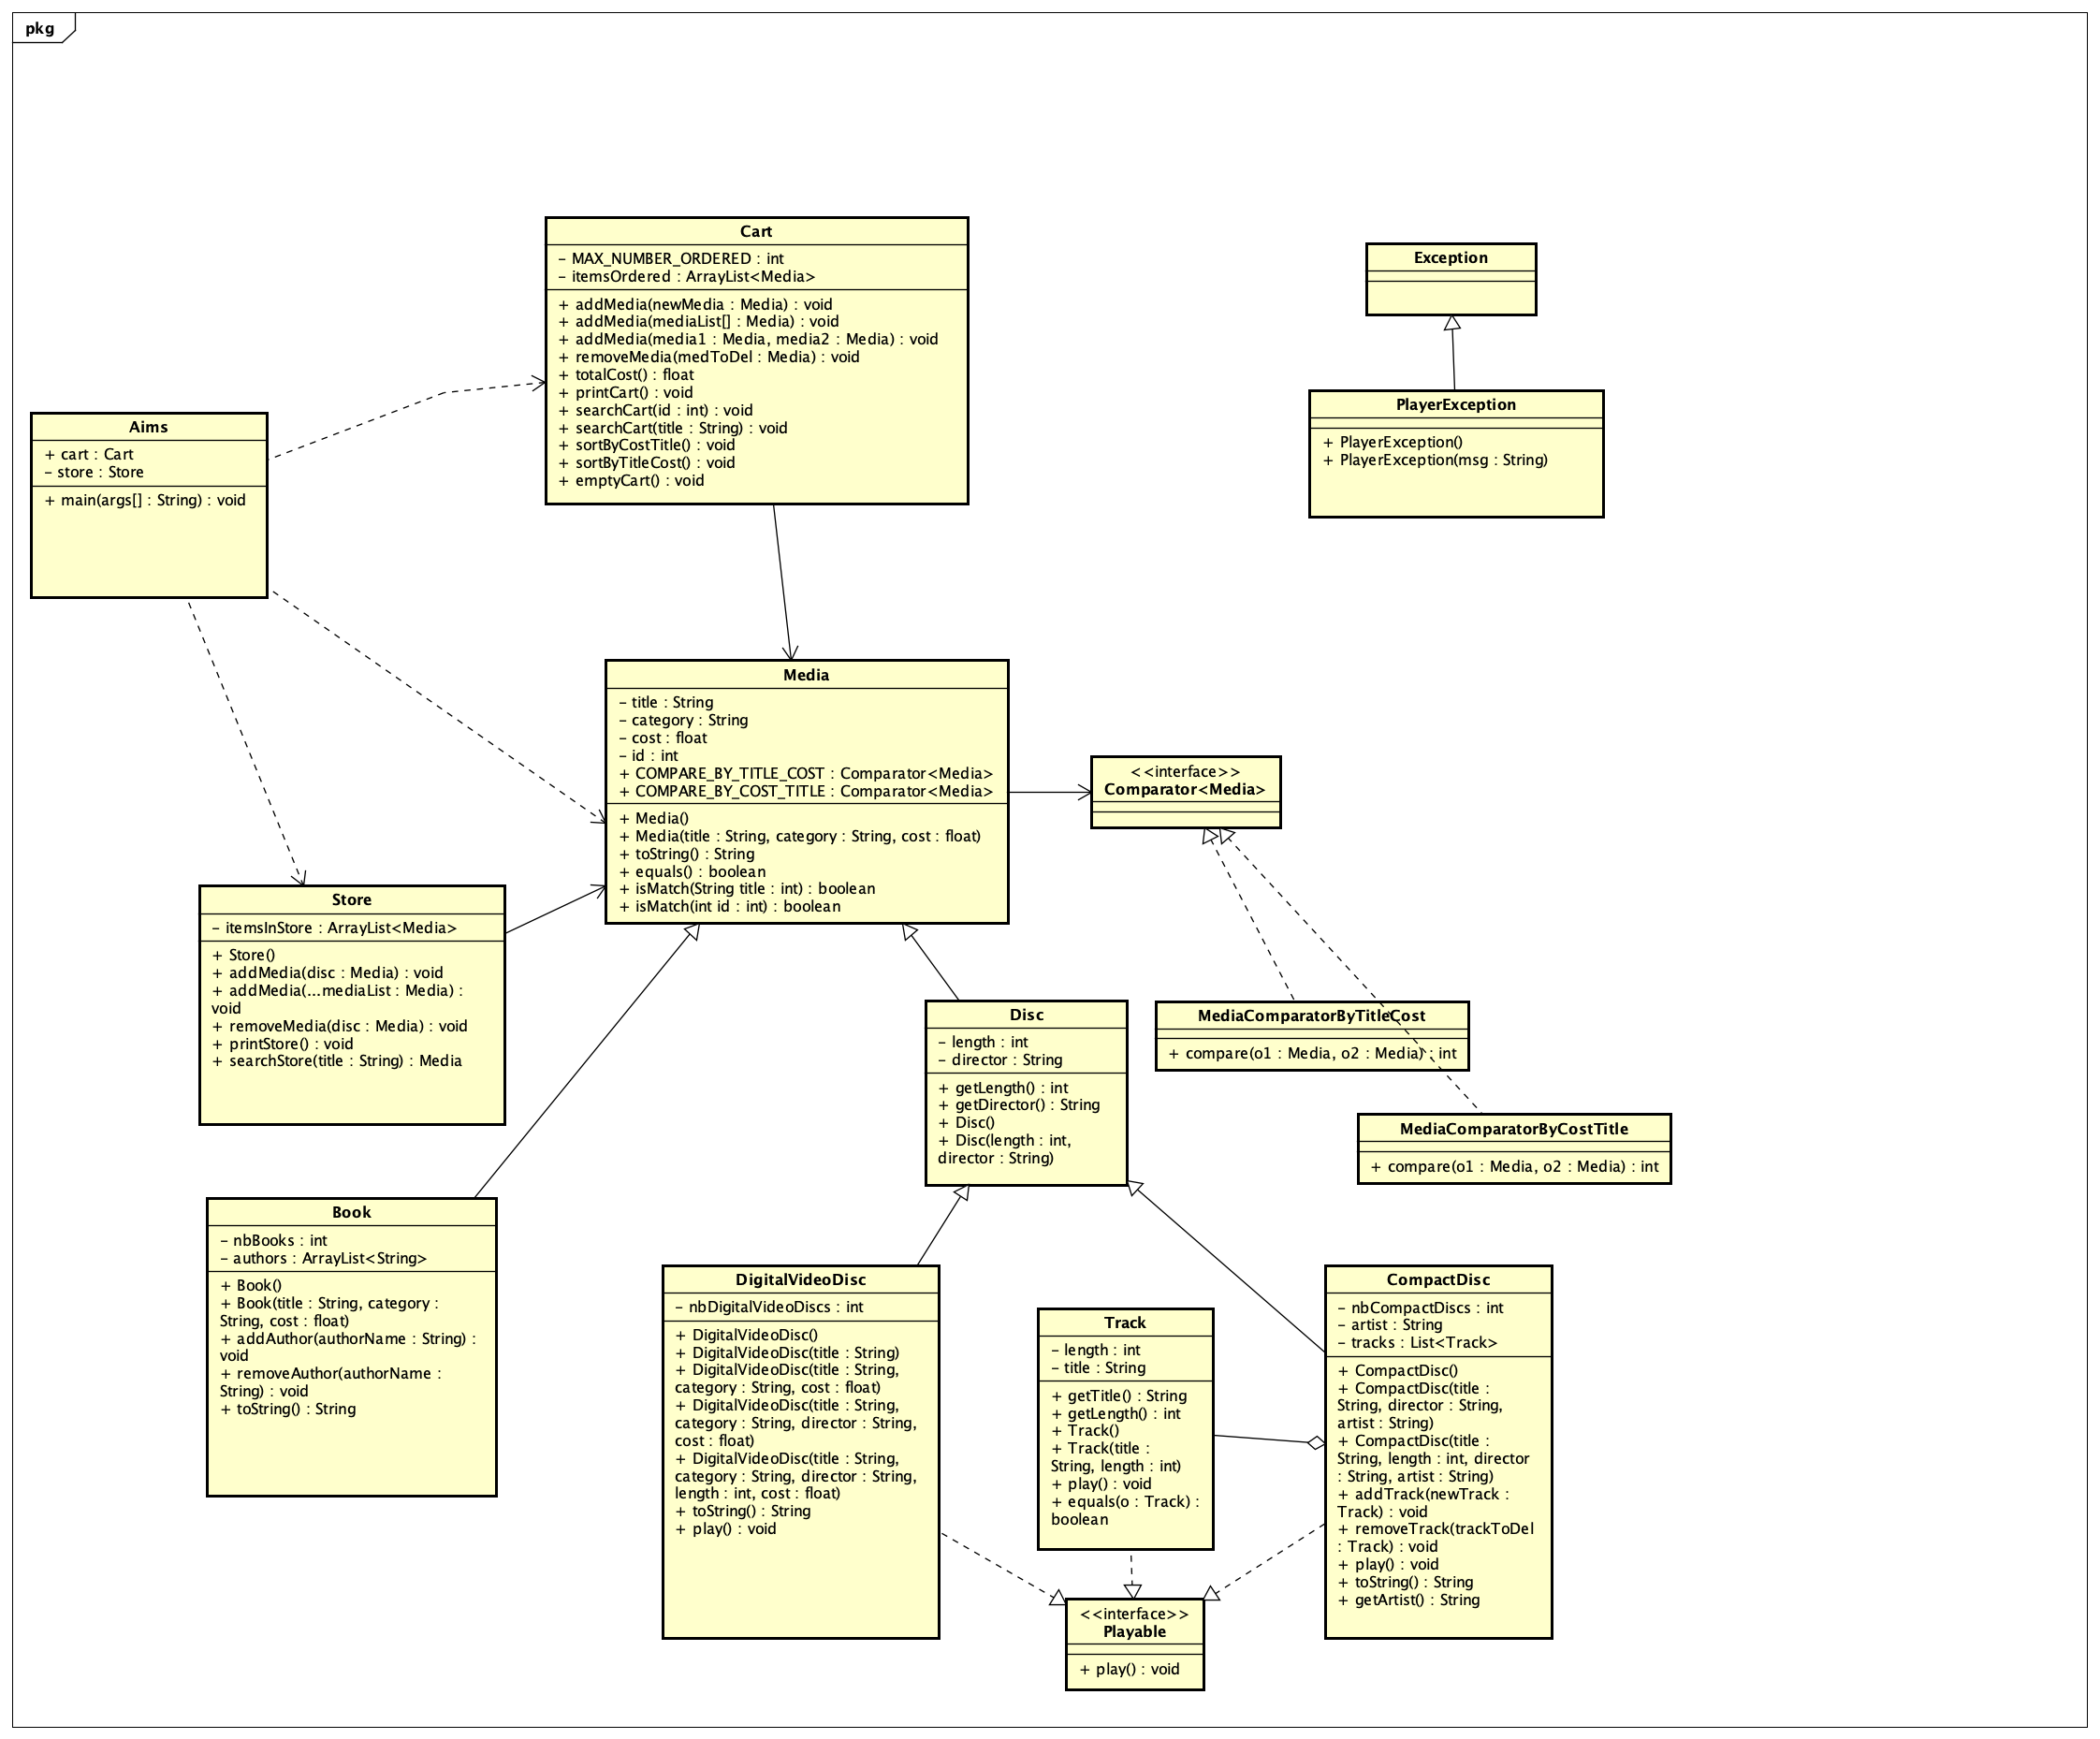 pkg
Cart
– MAX_NUMBER_ORDERED : int
– itemsOrdered : ArrayList<Media>
+ addMedia(newMedia : Media) : void
+ addMedia(mediaList[] : Media) : void
+ addMedia(media1 : Media, media2 : Media) : void
+ removeMedia(medToDel : Media) : void
+ totalCost() : float
+ printCart() : void
+ searchCart(id : int) : void
+ searchCart(title : String) : void
+ sortByCostTitle() : void
+ sortByTitleCost() : void
+ emptyCart() : void
Exception
PlayerException
+ PlayerException()
+ PlayerException(msg : String)
Aims
+ cart : Cart
– store : Store
+ main(args[] : String) : void
Media
– title : String
– category : String
– cost : float
– id : int
+ COMPARE_BY_TITLE_COST : Comparator<Media>
+ COMPARE_BY_COST_TITLE : Comparator<Media>
+ Media()
+ Media(title : String, category : String, cost : float)
+ toString() : String
+ equals() : boolean
+ isMatch(String title : int) : boolean
+ isMatch(int id : int) : boolean
<<interface>>
Comparator<Media>
Store
– itemsInStore : ArrayList<Media>
+ Store()
+ addMedia(disc : Media) : void
+ addMedia(...mediaList : Media) :
void
+ removeMedia(disc : Media) : void
+ printStore() : void
+ searchStore(title : String) : Media
Disc
– length : int
– director : String
+ getLength() : int
+ getDirector() : String
+ Disc()
+ Disc(length : int,
director : String)
MediaComparatorByTitleCost
+ compare(o1 : Media, o2 : Media) : int
MediaComparatorByCostTitle
+ compare(o1 : Media, o2 : Media) : int
Book
– nbBooks : int
– authors : ArrayList<String>
+ Book()
+ Book(title : String, category :
String, cost : float)
+ addAuthor(authorName : String) :
void
+ removeAuthor(authorName :
String) : void
+ toString() : String
DigitalVideoDisc
– nbDigitalVideoDiscs : int
+ DigitalVideoDisc()
+ DigitalVideoDisc(title : String)
+ DigitalVideoDisc(title : String,
category : String, cost : float)
+ DigitalVideoDisc(title : String,
category : String, director : String,
cost : float)
+ DigitalVideoDisc(title : String,
category : String, director : String,
length : int, cost : float)
+ toString() : String
+ play() : void
Track
– length : int
– title : String
+ getTitle() : String
+ getLength() : int
+ Track()
+ Track(title :
String, length : int)
+ play() : void
+ equals(o : Track) :
boolean
CompactDisc
– nbCompactDiscs : int
– artist : String
– tracks : List<Track>
+ CompactDisc()
+ CompactDisc(title :
String, director : String,
artist : String)
+ CompactDisc(title :
String, length : int, director
: String, artist : String)
+ addTrack(newTrack :
Track) : void
+ removeTrack(trackToDel
: Track) : void
+ play() : void
+ toString() : String
+ getArtist() : String
<<interface>>
Playable
+ play() : void